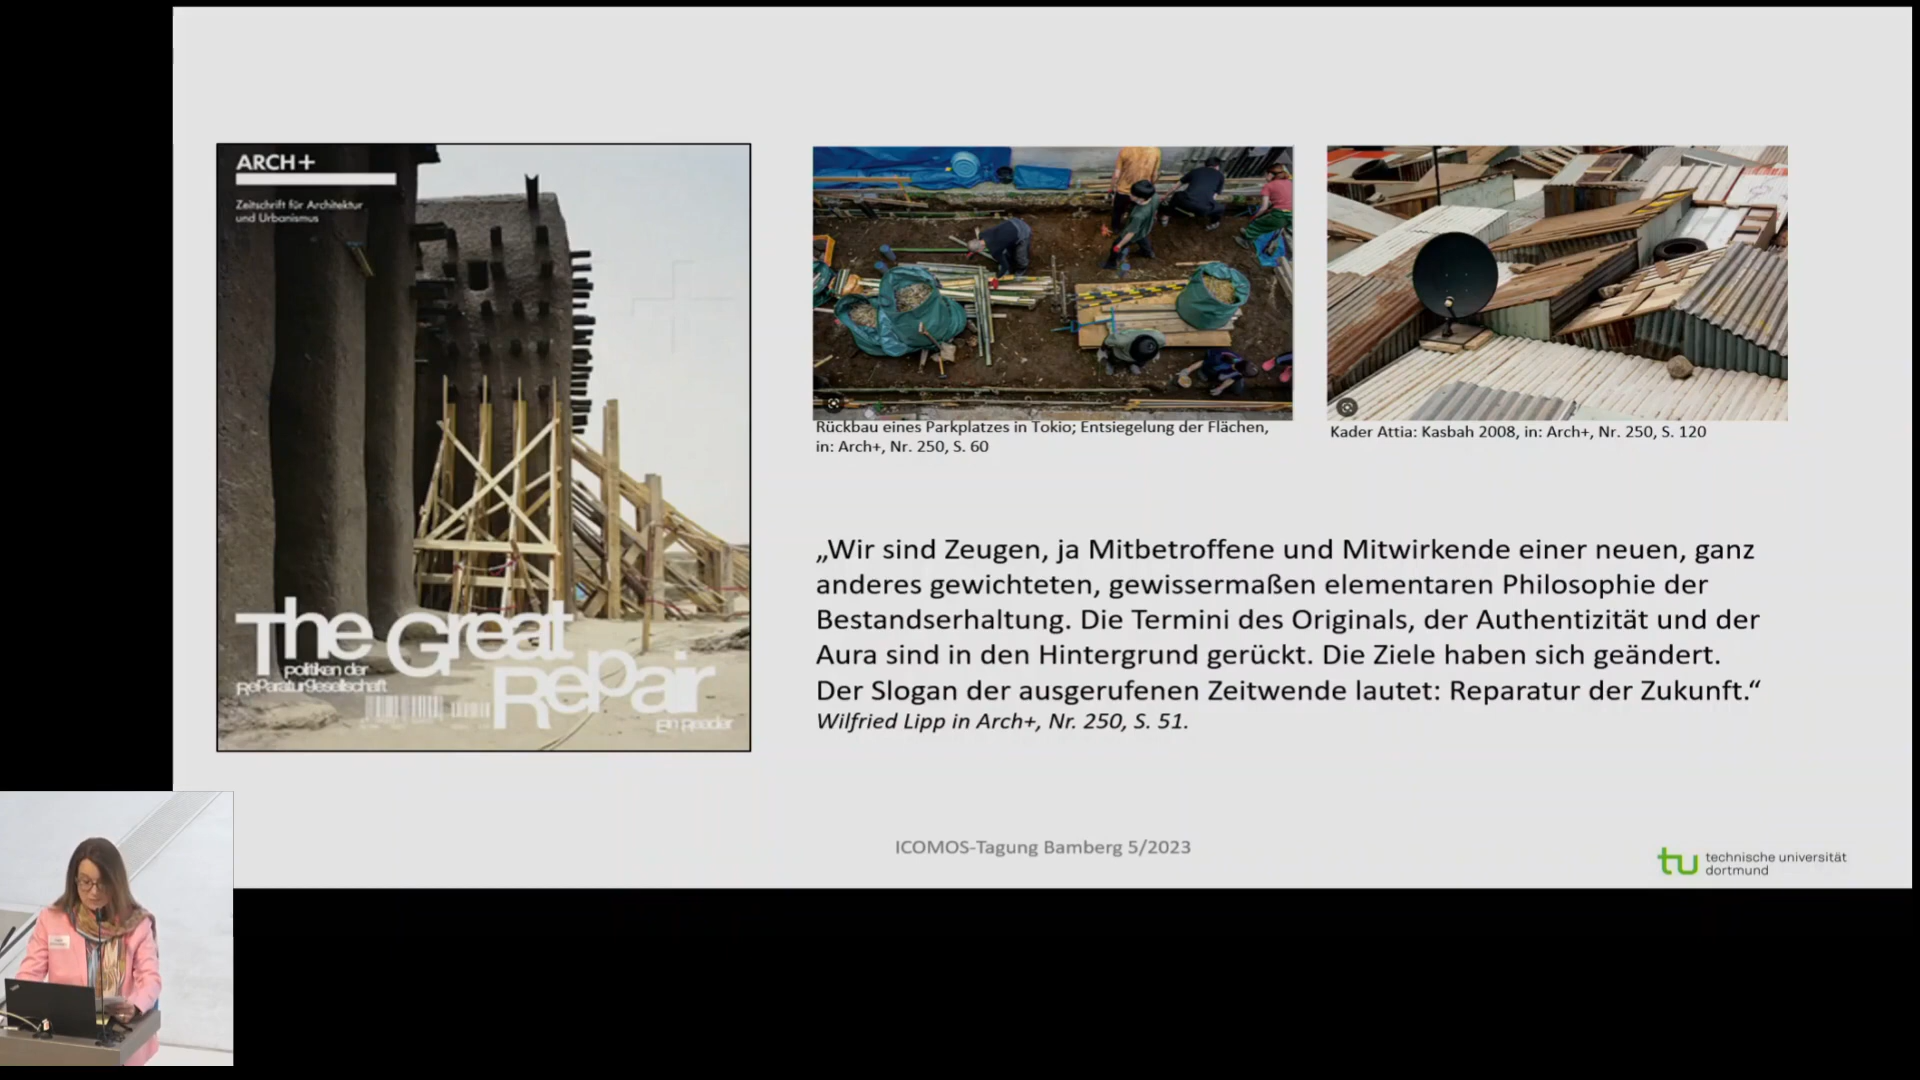 ARCH+
Zeitschrift für Architektur
und Urbanismus
The Great
politiken der
RepaRaturgesellschaft
Repair
Ein Reader
Rückbau eines Parkplatzes in Tokio; Entsiegelung der Flächen,
in: Arch+, Nr. 250, S. 60
Kader Attia: Kasbah 2008, in: Arch+, Nr. 250, S. 120
„Wir sind Zeugen, ja Mitbetroffene und Mitwirkende einer neuen, ganz
anderes gewichteten, gewissermaßen elementaren Philosophie der
Bestandserhaltung. Die Termini des Originals, der Authentizität und der
Aura sind in den Hintergrund gerückt. Die Ziele haben sich geändert.
Der Slogan der ausgerufenen Zeitwende lautet: Reparatur der Zukunft.“
Wilfried Lipp in Arch+, Nr. 250, S. 51.
ICOMOS-Tagung Bamberg 5/2023
tu technische universität
dortmund